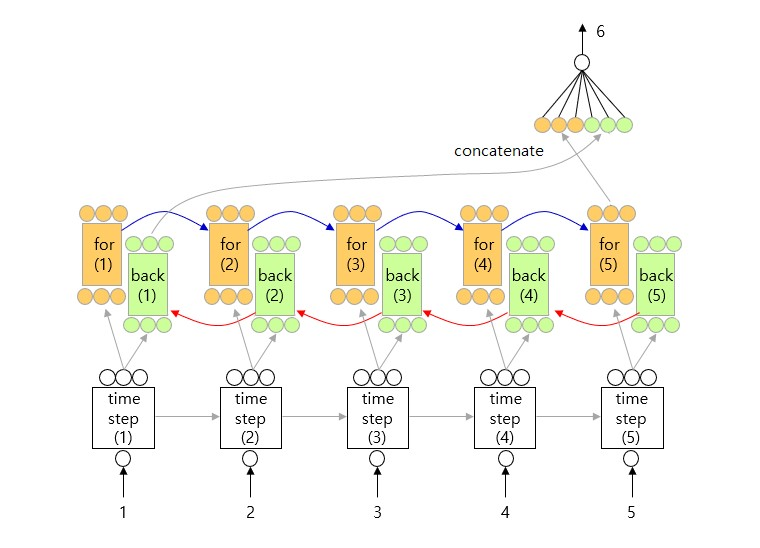 6
concatenate
for
(1)
for
(2)
for
(3)
for
(4)
for
(5)
back
(1)
back
(2)
back
(3)
back
(4)
back
(5)
time
step
(1)
time
step
(2)
time
step
(3)
time
step
(4)
time
step
(5)
1
2
3
4
5